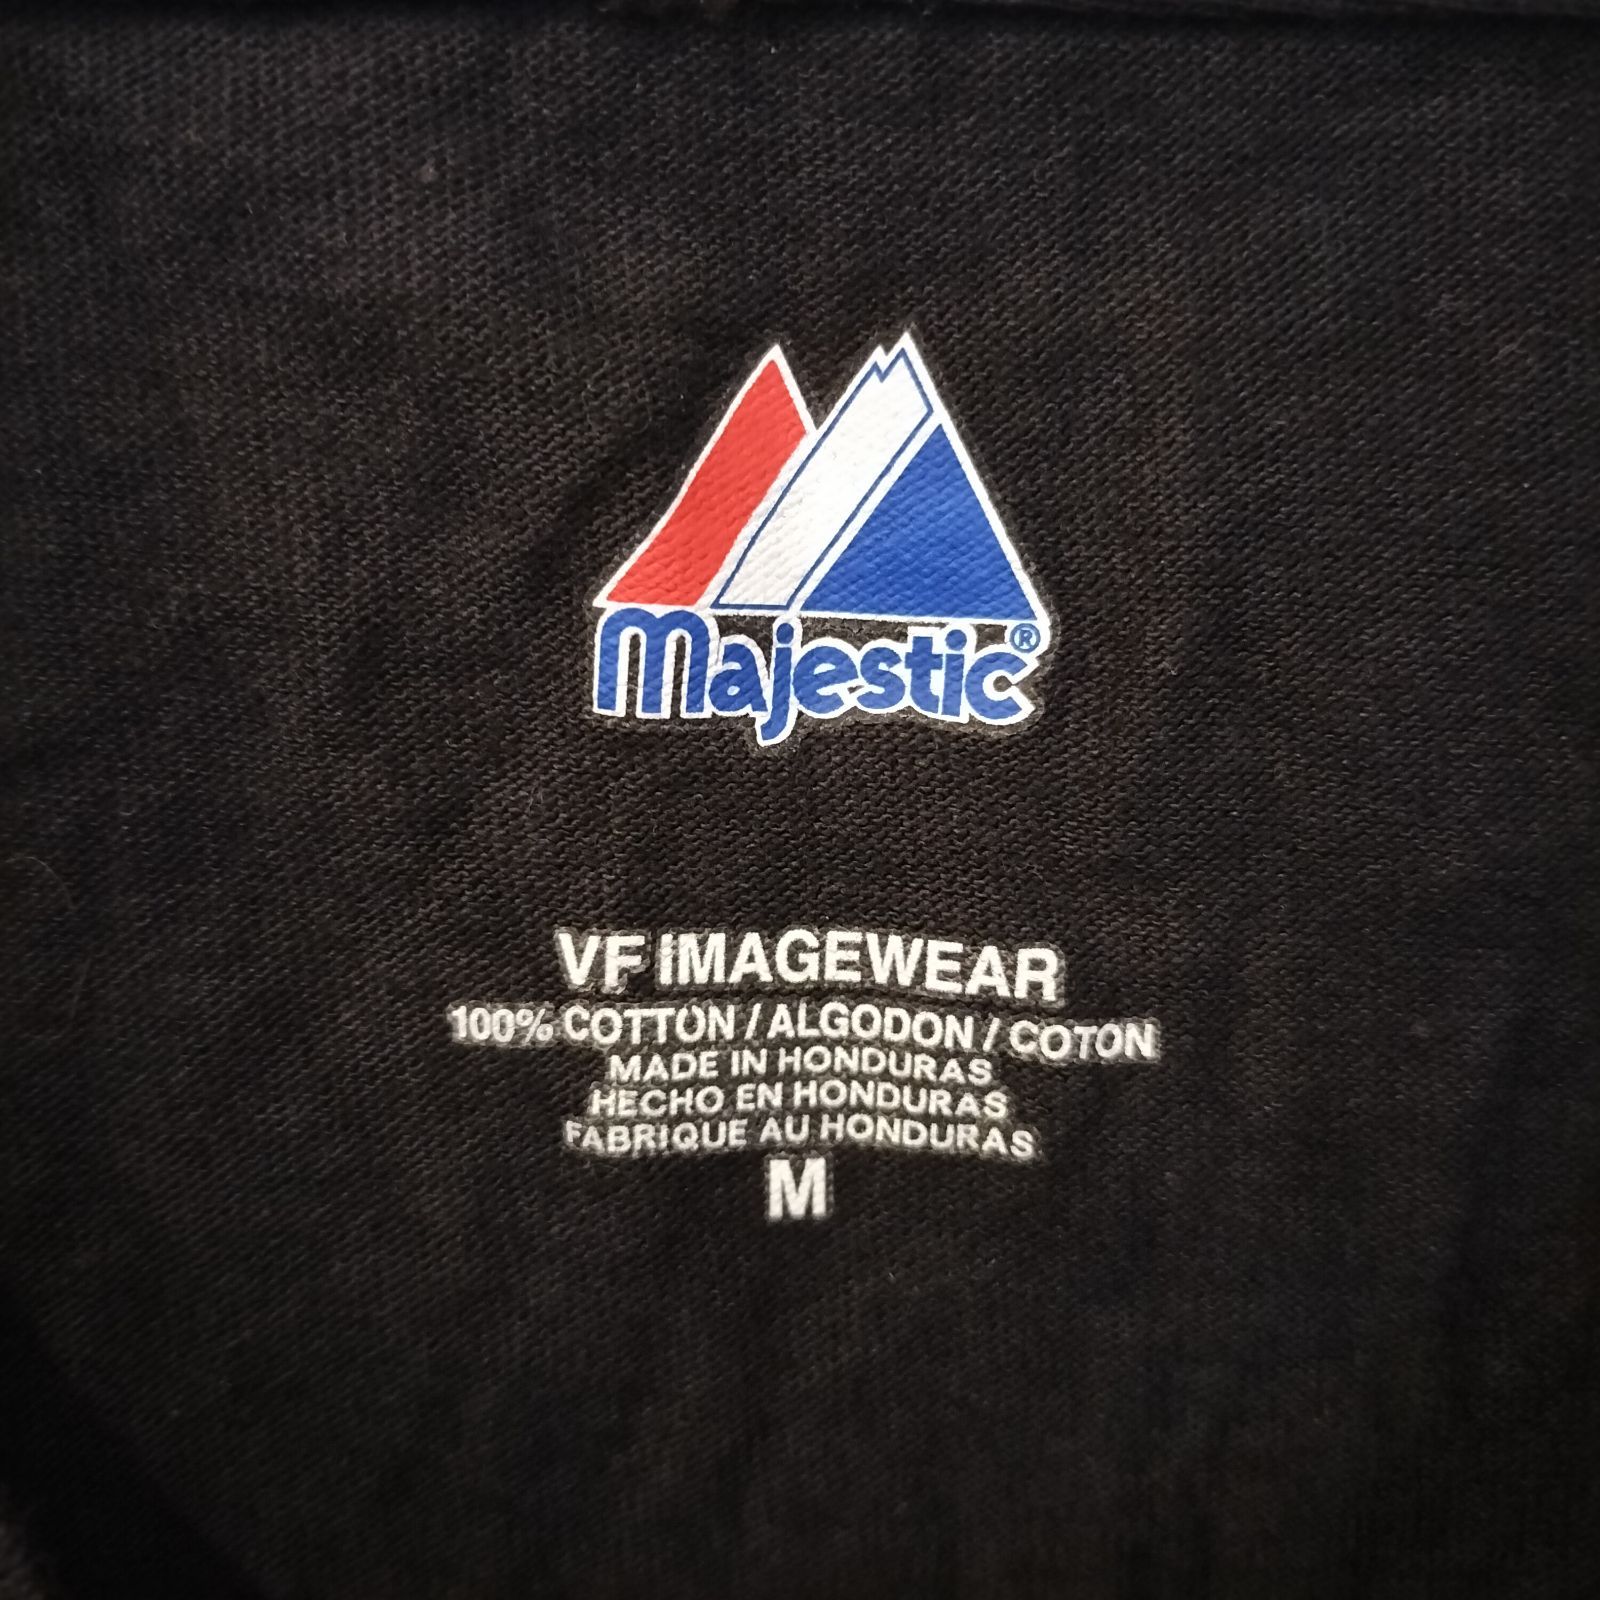 Majestic®
VF IMAGEWEAR
100% COTTON / ALGODON / COTON
MADE IN HONDURAS
HECHO EN HONDURAS
FABRIQUE AU HONDURAS
M